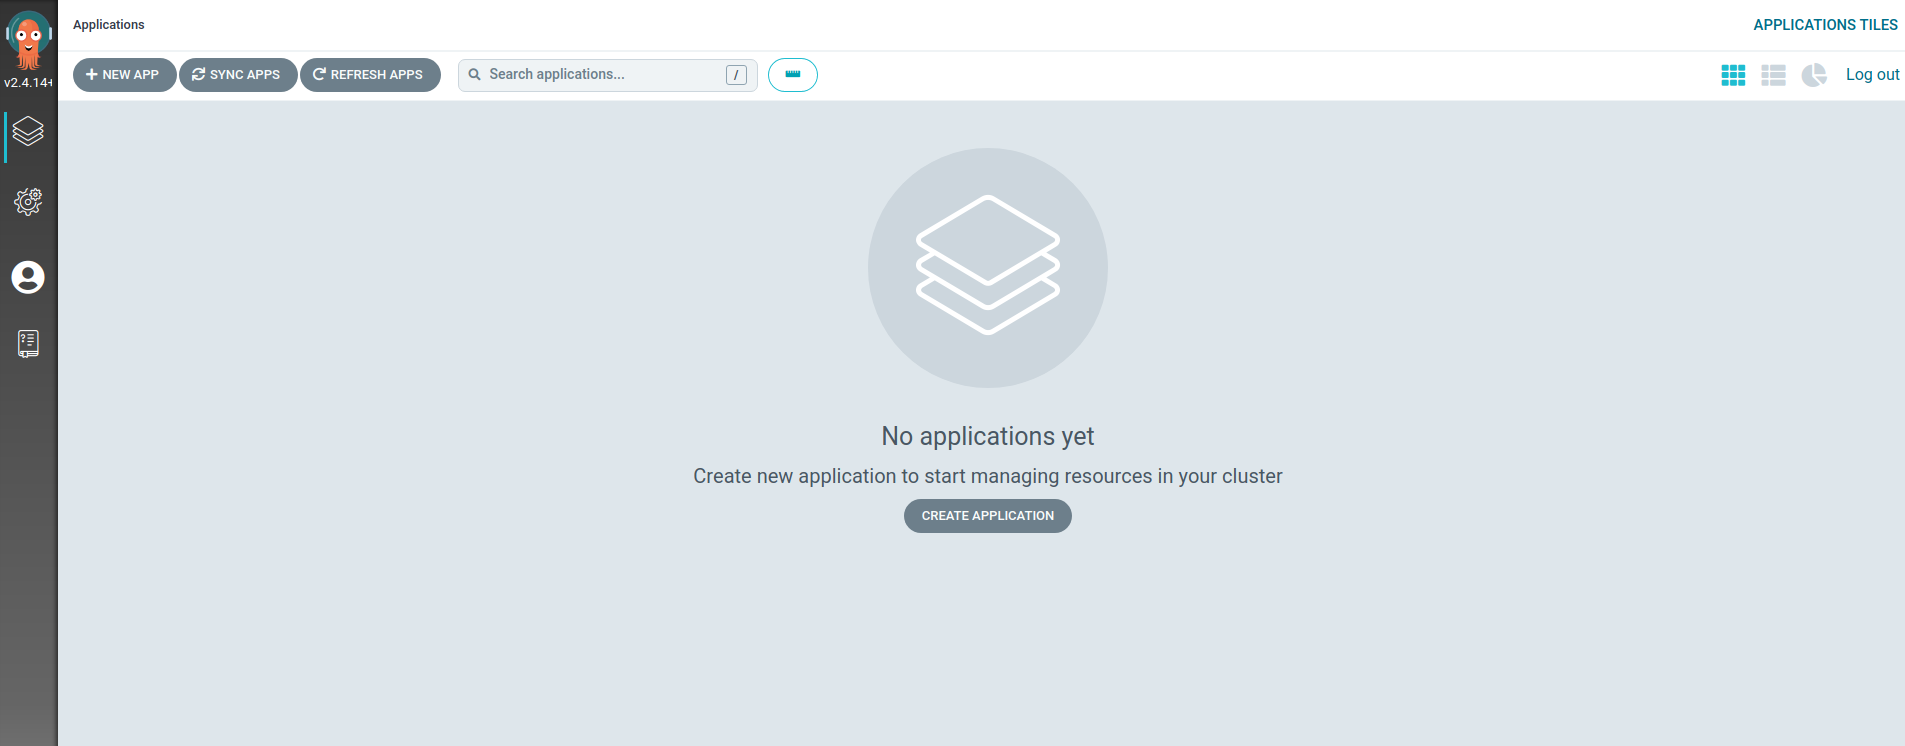 Applications
APPLICATIONS TILES
v2.4.14+
NEW APP
SYNC APPS
REFRESH APPS
Search applications...
/
Log out
No applications yet
Create new application to start managing resources in your cluster
CREATE APPLICATION